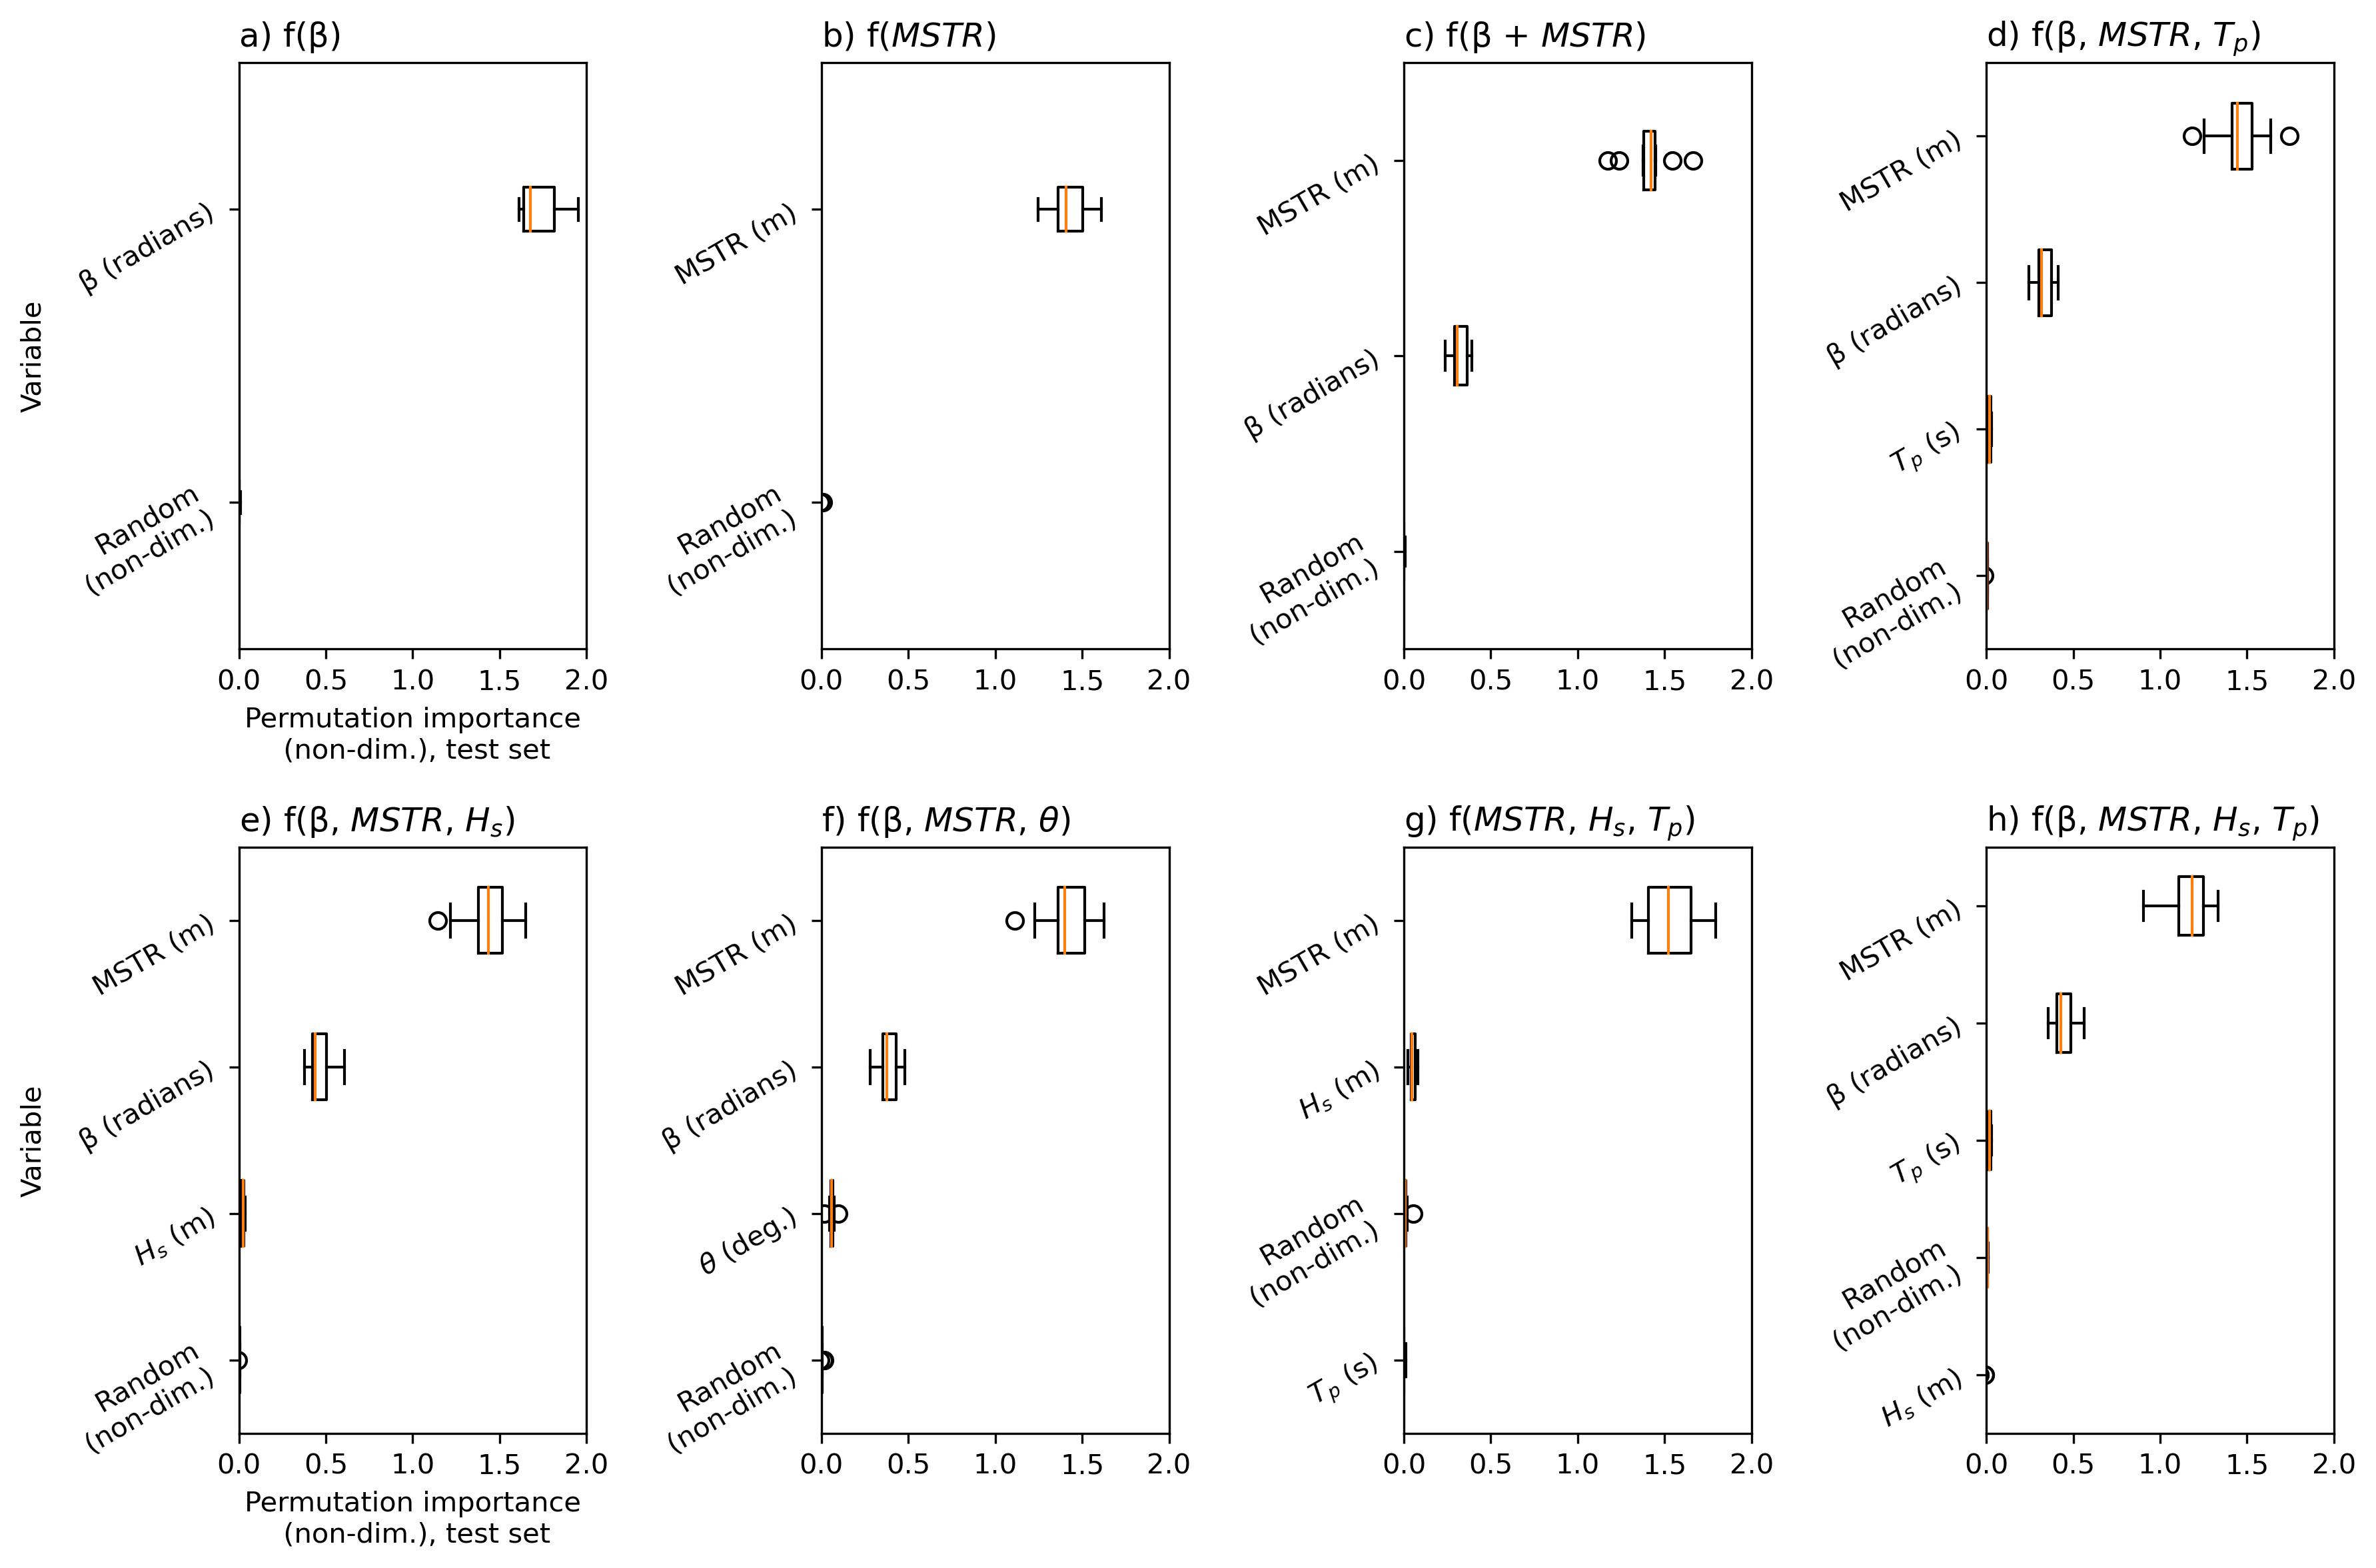 a) f(β)
Variable
β (radians)
Random
(non-dim.)
0.0 0.5 1.0 1.5 2.0
Permutation importance
(non-dim.), test set
b) f(MSTR)
MSTR (m)
Random
(non-dim.)
0.0 0.5 1.0 1.5 2.0
c) f(β + MSTR)
MSTR (m)
β (radians)
Random
(non-dim.)
0.0 0.5 1.0 1.5 2.0
d) f(β, MSTR, Tp)
MSTR (m)
β (radians)
Tp (s)
Random
(non-dim.)
0.0 0.5 1.0 1.5 2.0
e) f(β, MSTR, Hs)
Variable
MSTR (m)
β (radians)
Hs (m)
Random
(non-dim.)
0.0 0.5 1.0 1.5 2.0
Permutation importance
(non-dim.), test set
f) f(β, MSTR, θ)
MSTR (m)
β (radians)
θ (deg.)
Random
(non-dim.)
0.0 0.5 1.0 1.5 2.0
g) f(MSTR, Hs, Tp)
MSTR (m)
Hs (m)
Random
(non-dim.)
Tp (s)
0.0 0.5 1.0 1.5 2.0
h) f(β, MSTR, Hs, Tp)
MSTR (m)
β (radians)
Tp (s)
Random
(non-dim.)
Hs (m)
0.0 0.5 1.0 1.5 2.0